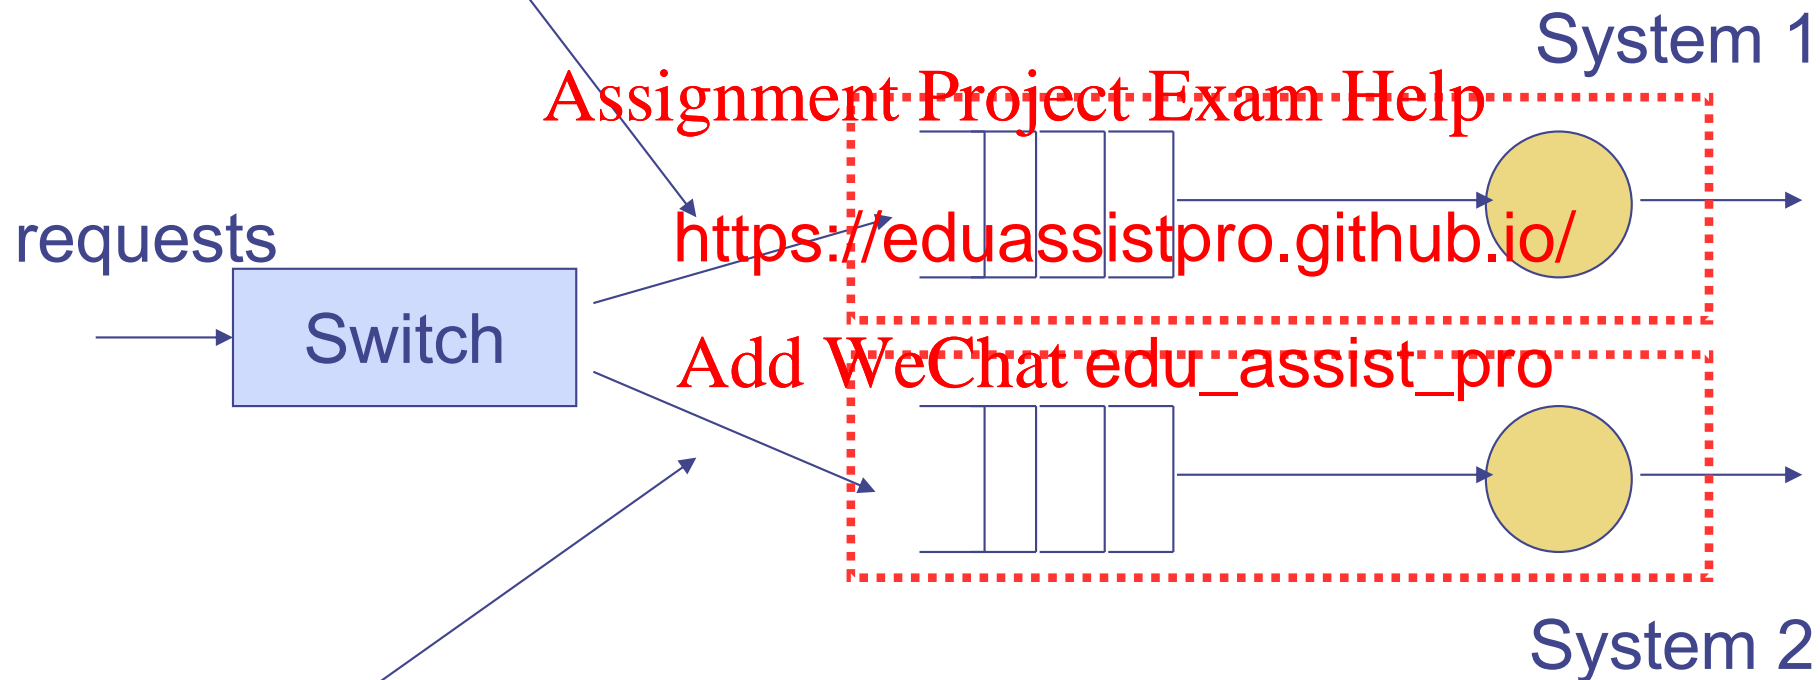 System 1
Assignment Project Exam Help
requests
https://eduassistpro.github.io/
Switch
Add WeChat edu_assist_pro
System 2